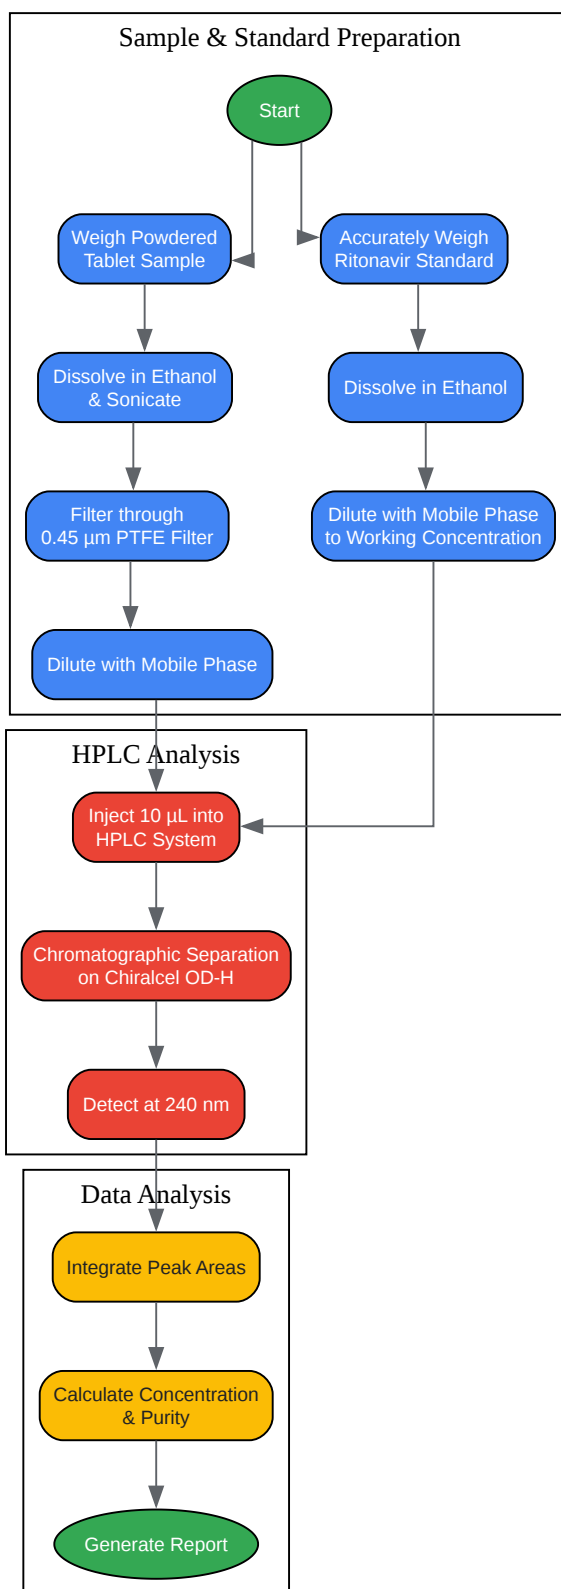 Sample & Standard Preparation
Start
Weigh Powdered
Tablet Sample
Accurately Weigh
Ritonavir Standard
Dissolve in Ethanol
& Sonicate
Dissolve in Ethanol
Filter through
0.45 µm PTFE Filter
Dilute with Mobile Phase
to Working Concentration
Dilute with Mobile Phase
HPLC Analysis
Inject 10 µL into
HPLC System
Chromatographic Separation
on Chiralcel OD-H
Detect at 240 nm
Data Analysis
Integrate Peak Areas
Calculate Concentration
& Purity
Generate Report